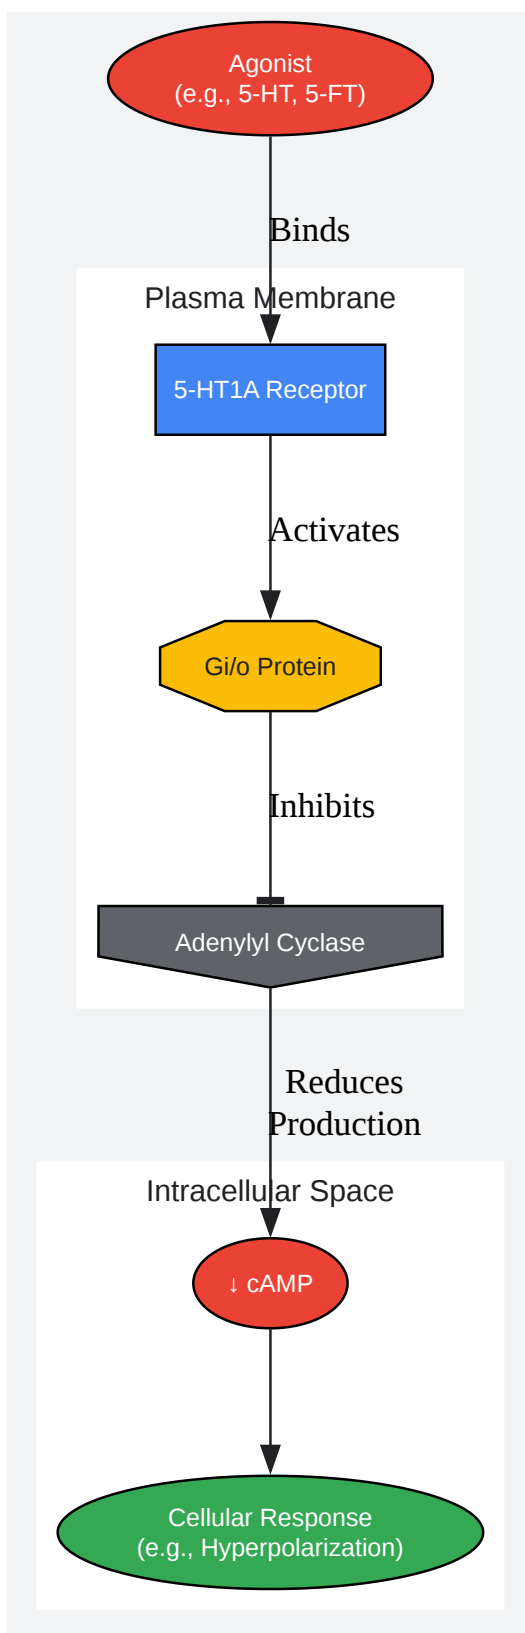 Agonist
(e.g., 5-HT, 5-FT)
Binds
Plasma Membrane
5-HT1A Receptor
Activates
Gi/o Protein
Inhibits
Adenylyl Cyclase
Reduces
Production
Intracellular Space
↓ cAMP
Cellular Response
(e.g., Hyperpolarization)